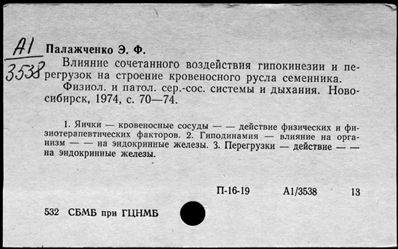 А1
3538
Палажченко Э. Ф.
Влияние сочетанного воздействия гипокинезии и пе-
регрузок на строение кровеносного русла семенника.
Физиол. и патол. сер.-сос. системы и дыхания. Ново-
сибирск, 1974, с. 70—74.
1. Яички — кровеносные сосуды — — действие физических и фи-
зиотерапевтических факторов. 2. Гиподинамия — влияние на орга-
низм — — на эндокринные железы. 3. Перегрузки — действие — —
на эндокринные железы.
П-16-19 А1/3538 13
532 СБМБ при ГЦНМБ